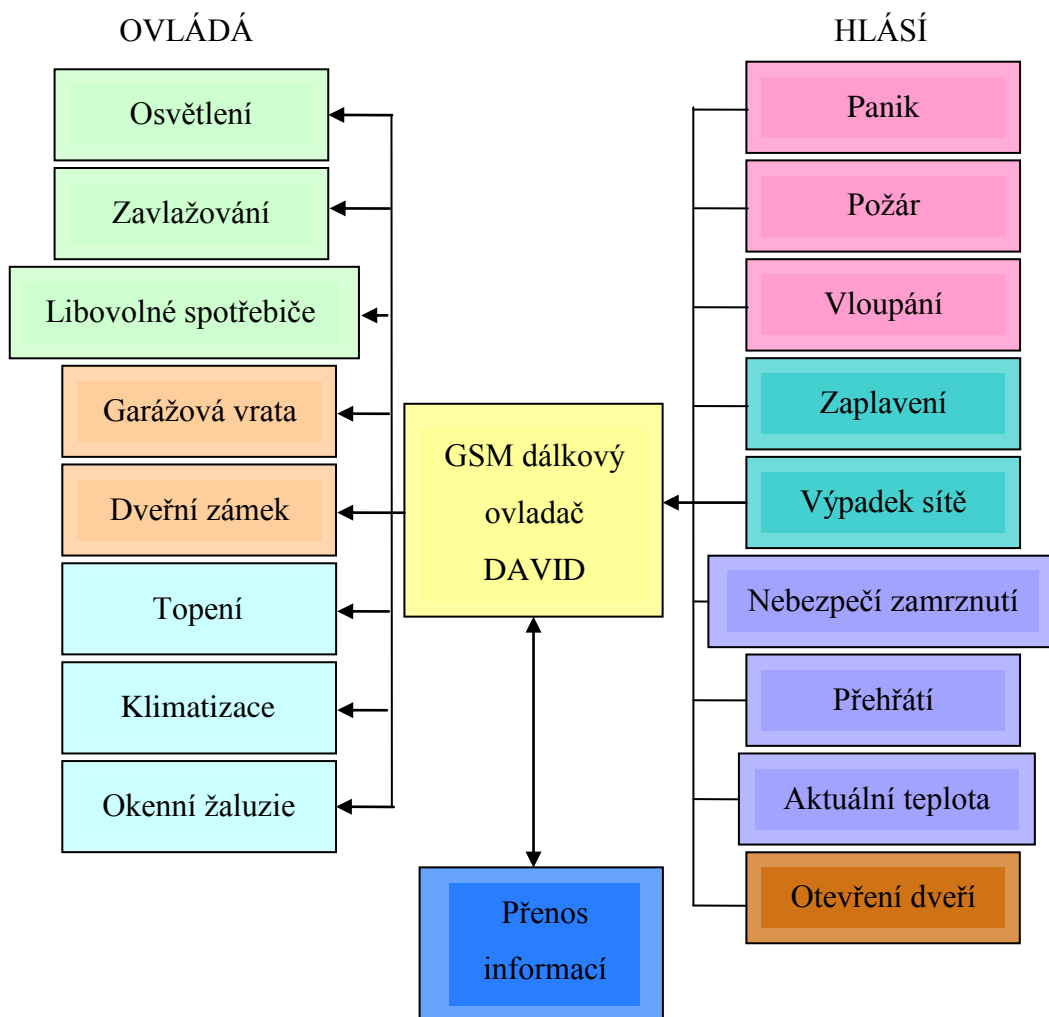 OVLÁDÁ
Osvětlení
Zavlažování
Libovolné spotřebiče
Garážová vrata
Dveřní zámek
Topení
Klimatizace
Okenní žaluzie
GSM dálkový
ovladač
DAVID
Přenos
informací
HLÁSÍ
Panik
Požár
Vloupání
Zaplavení
Výpadek sítě
Nebezpečí zamrznutí
Přehřátí
Aktuální teplota
Otevření dveří